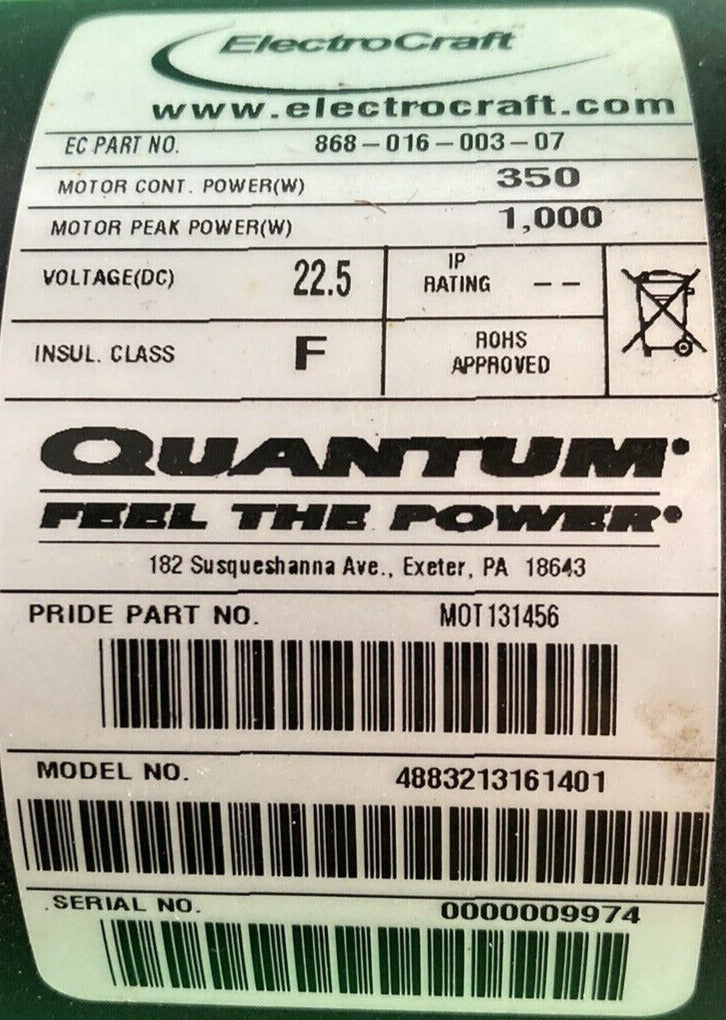 ElectroCraft
www.electrocraft.com
EC PART NO. 868-016-003-07
MOTOR CONT. POWER(W) 350
MOTOR PEAK POWER(W) 1,000
VOLTAGE(DC) 22.5
IP
RATING --
INSUL. CLASS F
ROHS
APPROVED
QUANTUM®
FEEL THE POWER®
182 Susqueshanna Ave., Exeter, PA 18643
PRIDE PART NO. MOT131456
MODEL NO. 4883213161401
SERIAL NO. 0000009974